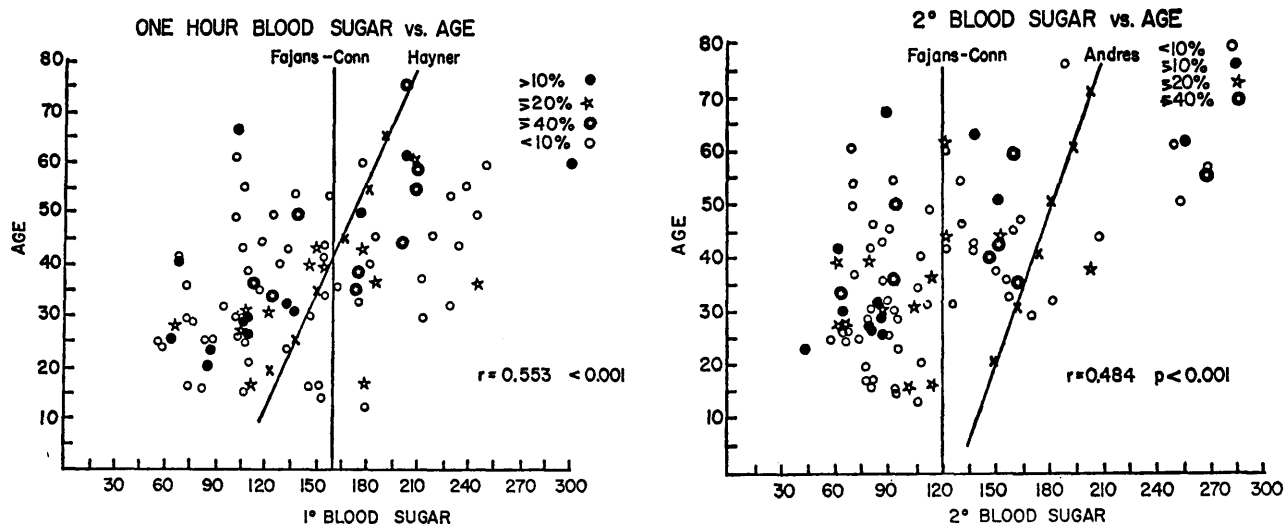 ONE HOUR BLOOD SUGAR vs. AGE
Fajans-Conn
Hayner
>10%
≥20%
≥40%
<10%
80
70
60
50
40
30
20
10
AGE
r=0.553 <0.001
30 60 90 120 150 180 210 240 270 300
1° BLOOD SUGAR
2° BLOOD SUGAR vs. AGE
Fajans-Conn
Andres
<10%
≥10%
≤20%
≤40%
80
70
60
50
40
30
20
10
AGE
r=0.484 p<0.001
30 60 90 120 150 180 210 240 270 300
2° BLOOD SUGAR